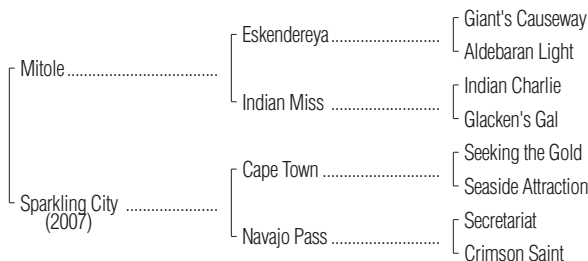 Giant's Causeway
Eskendereya
Aldebaran Light
Mitole
Indian Charlie
Indian Miss
Glacken's Gal
Seeking the Gold
Cape Town
Seaside Attraction
Sparkling City
(2007)
Secretariat
Navajo Pass
Crimson Saint